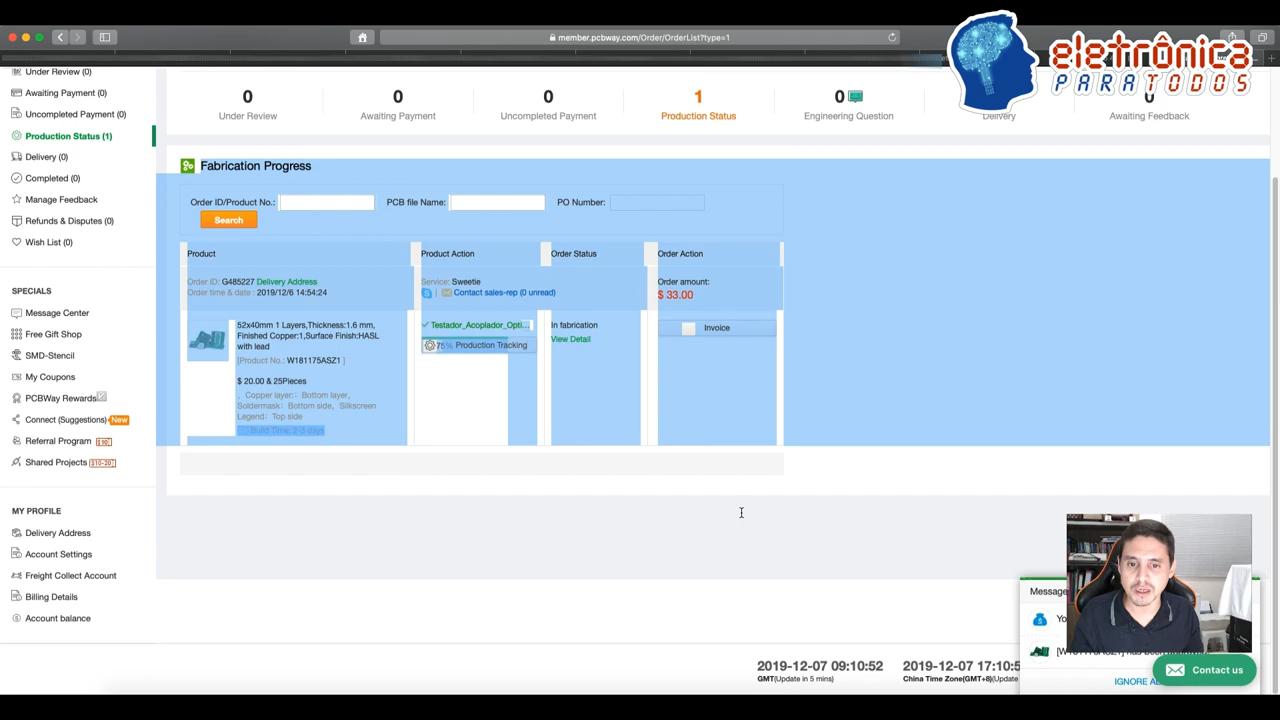 member.pcbway.com/Order/OrderList?type=1
eletrônica
PARATODOS
Under Review (0)
Awaiting Payment (0)
Uncompleted Payment (0)
Production Status (1)
Delivery (0)
Completed (0)
Manage Feedback
Refunds & Disputes (0)
Wish List (0)
SPECIALS
Message Center
Free Gift Shop
SMD-Stencil
My Coupons
PCBWay Rewards
Connect (Suggestions) New
Referral Program
Shared Projects
MY PROFILE
Delivery Address
Account Settings
Freight Collect Account
Billing Details
Account balance
0 0 0 1 0 0
Under Review Awaiting Payment Uncompleted Payment Production Status Engineering Question Delivery Awaiting Feedback
Fabrication Progress
Order ID/Product No.: PCB file Name: PO Number:
Search
Product Product Action Order Status Order Action
Order ID: G485227 Delivery Address Service: Sweetie Order amount:
Order time & date : 2019/12/6 14:54:24 Contact sales-rep (0 unread) $ 33.00
52x40mm 1 Layers,Thickness:1.6 mm, Testador_Acoplador_Opti... In fabrication Invoice
Finished Copper:1,Surface Finish:HASL 75% Production Tracking View Detail
with lead
[Product No.: W181175ASZ1 ]
$ 20.00 & 25Pieces
, Copper layer: Bottom layer,
Soldermask: Bottom side, Silkscreen
Legend: Top side
Build Time: 2-3 days
Message
Yo
IGNORE AL
Contact us
2019-12-07 09:10:52 2019-12-07 17:10:5
GMT(Update in 5 mins) China Time Zone(GMT+8)(Update